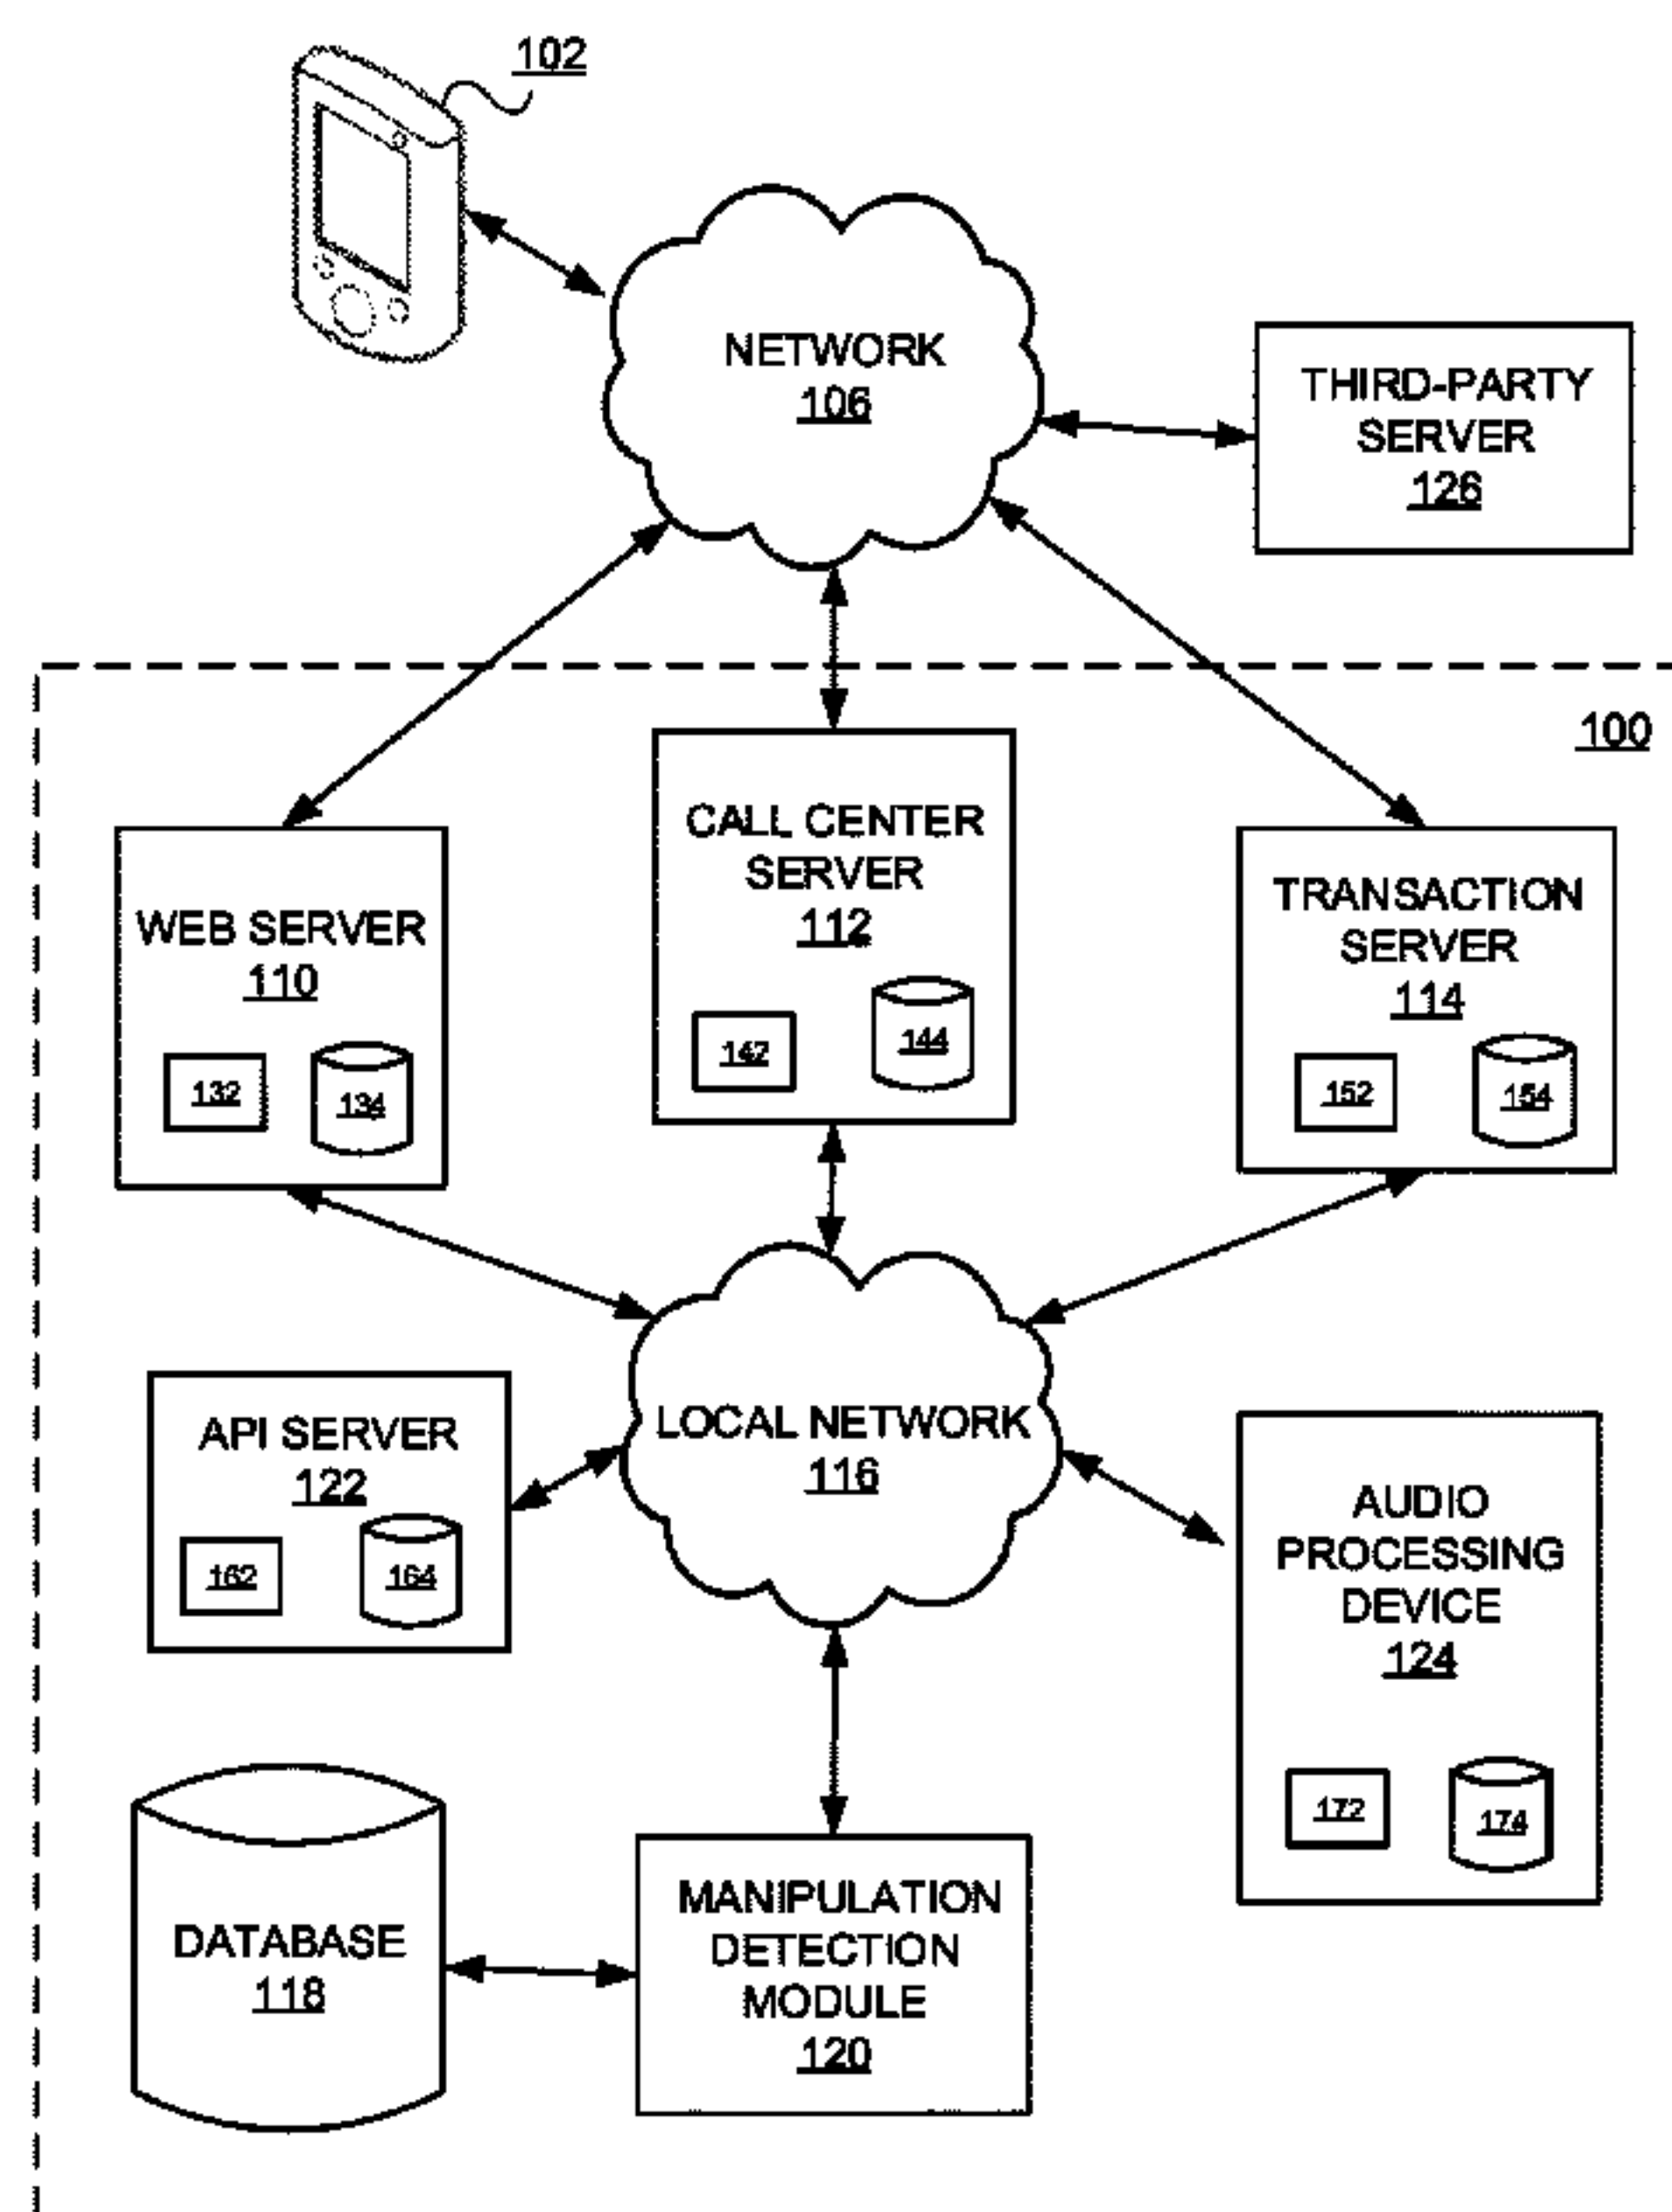 102
NETWORK
106
THIRD-PARTY
SERVER
126
100
CALL CENTER
SERVER
112
142
144
WEB SERVER
110
132
134
TRANSACTION
SERVER
114
152
154
LOCAL NETWORK
116
API SERVER
122
162
164
AUDIO
PROCESSING
DEVICE
124
172
174
DATABASE
118
MANIPULATION
DETECTION
MODULE
120